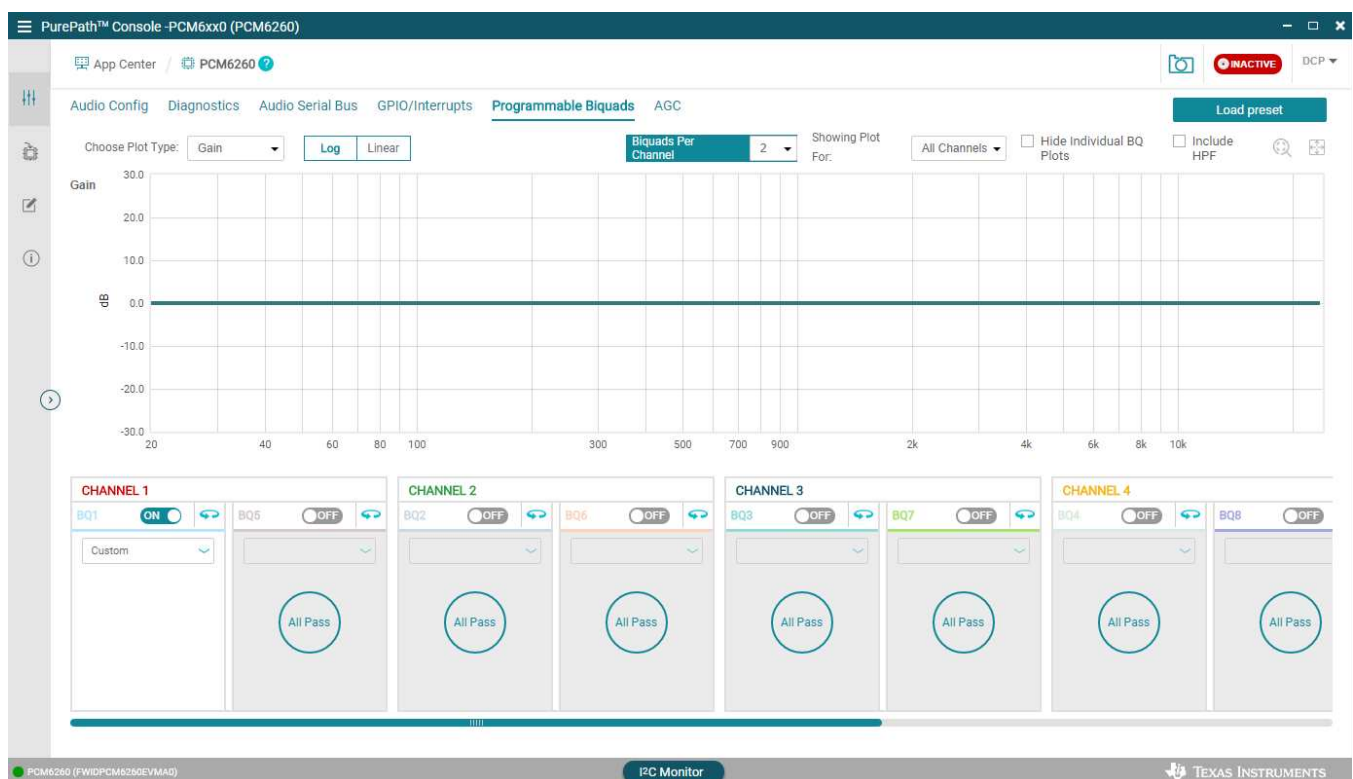 PurePath™ Console -PCM6xx0 (PCM6260)
App Center / PCM6260 ?
INACTIVE
DCP
Audio Config Diagnostics Audio Serial Bus GPIO/Interrupts Programmable Biquads AGC
Load preset
Choose Plot Type: Gain Log Linear Biquads Per Channel 2 Showing Plot For: All Channels Hide Individual BQ Plots Include HPF
Gain
30.0
20.0
10.0
dB
0.0
-10.0
-20.0
-30.0
20 40 60 80 100 300 500 700 900 2k 4k 6k 8k 10k
CHANNEL 1 CHANNEL 2 CHANNEL 3 CHANNEL 4
BQ1 ON BQ5 OFF BQ2 OFF BQ6 OFF BQ3 OFF BQ7 OFF BQ4 OFF BQ8 OFF
Custom
All Pass All Pass All Pass All Pass All Pass All Pass All Pass
PCM6260 (FWIDPCM6260EVMA0) I²C Monitor TEXAS INSTRUMENTS